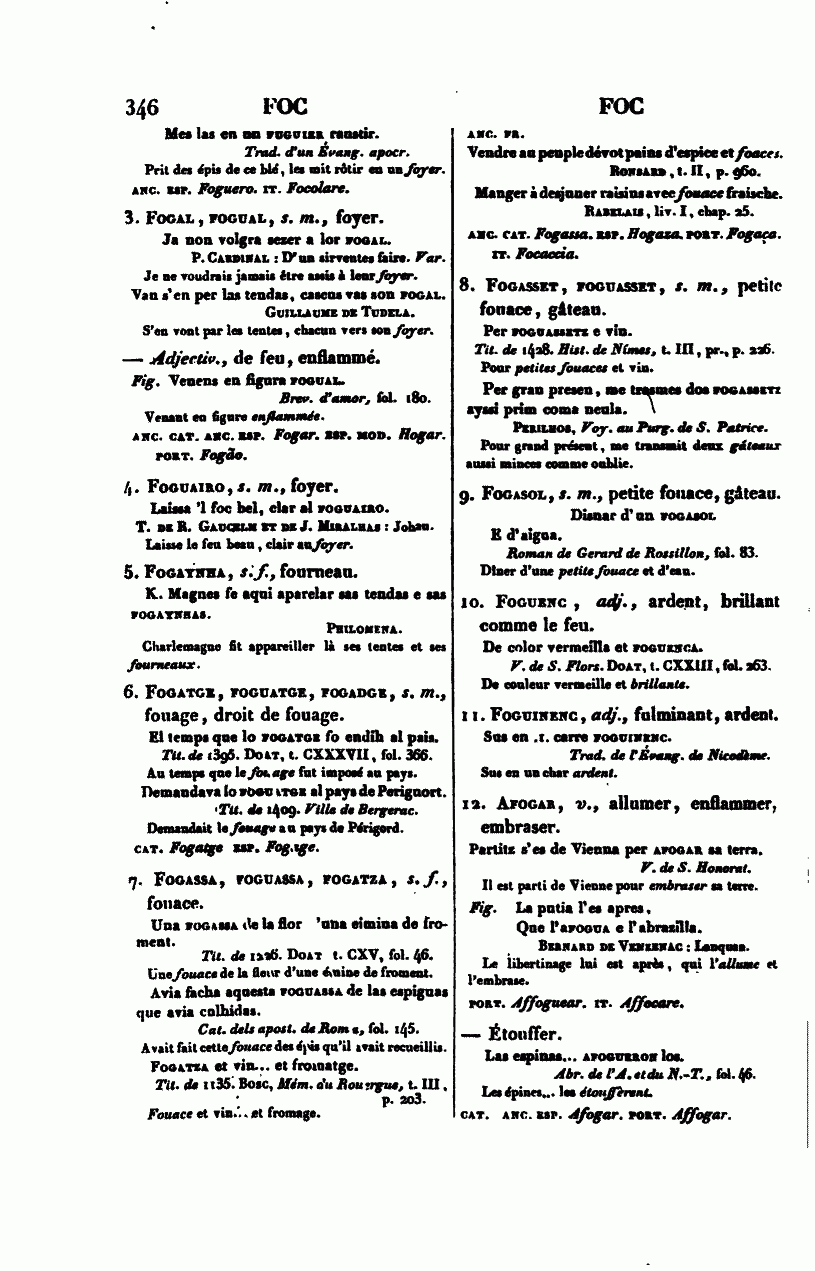 346 FOC
FOC
Mes las en un FOGUIER raustir.
Trad. d'un Évang. apocr.
Prit des épis de ce blé, les mit rôtir en un foyer.
ANC. ESP. Foguero. IT. Focolare.
3. FOGAL, FOGUAL, s. m., foyer.
Ja non volgra sezer a lor FOGAL.
P. CARDINAL : D'un sirventes faire. Var.
Je ne voudrais jamais être assis à leur foyer.
Van s'en per las tendas, cascus vas son FOGAL.
GUILLAUME DE TUDELA.
S'en vont par les tentes, chacun vers son foyer.
— Adjectiv., de feu, enflammé.
Fig. Venens en figura FOGUAL.
Brev. d'amor, fol. 180.
Venant en figure enflammée.
ANC. CAT. ANC. ESP. Fogar. ESP. MOD. Hogar.
PORT. Fogão.
4. FOGUAIRO, s. m., foyer.
Laissa 'l foc bel, clar al FOGUAIRO.
T. DE R. GAUCELM ET DE J. MIRALHAS : Johan.
Laisse le feu beau, clair au foyer.
5. FOGAYNHA, s. f., fourneau.
K. Magnes fe aqui aparelar sas tendas e sas
FOGAYNHAS.
PHILOMENA.
Charlemagne fit appareiller là ses tentes et ses
fourneaux.
6. FOGATGE, FOGUATGE, FOGADGE, s. m.,
fouage, droit de fouage.
El temps que lo FOGATGE fo endih al pais.
Tit. de 1395. DOAT, t. CXXXVII, fol. 366.
Au temps que le fouage fut imposé au pays.
Demandava lo FOGUATGE al pays de Perignort.
Tit. de 1409. Ville de Bergerac.
Demandait le fouage au pays de Périgord.
CAT. Fogatge ESP. Fogage.
7. FOGASSA, FOGUASSA, FOGATZA, s. f.,
fouace.
Una FOGASSA de la flor 'una eimina de fro-
ment.
Tit. de 1226. DOAT t. CXV, fol. 46.
Une fouace de la fleur d'une émine de froment.
Avia facha aquesta FOGUASSA de las espiguas
que avia culhidas.
Cat. dels apost. de Roma, fol. 145.
Avait fait cette fouace des épis qu'il avait recueillis.
FOGATZA et vin... et fromatge.
Tit. de 1135. BOSC, Mém. du Rouergue, t. III,
p. 203.
Fouace et vin... et fromage.
ANC. FR.
Vendre au peuple dévot pains d'espice et foaces.
RONSARD, t. II, p. 960.
Manger à desjuner raisins avec fouace fraische.
RABELAIS, liv. I, chap. 25.
ANC. CAT. Fogassa. ESP. Hogaza. PORT. Fogaça.
IT. Focaccia.
8. FOGASSET, FOGUASSET, s. m., petite
fouace, gâteau.
Per FOGUASSETZ e vin.
Tit. de 1428. Hist. de Nîmes, t. III, pr., p. 226.
Pour petites fouaces et vin.
Per gran presen, me trasmes dos FOGASSETZ
ayssi prim coma neula.
PERILHOS, Voy. au Purg. de S. Patrice.
Pour grand présent, me transmit deux gâteaux
aussi minces comme oublie.
9. FOGASOL, s. m., petite fouace, gâteau.
Disnar d' un FOGASOL
E d'aigua.
Roman de Gerard de Rossillon, fol. 83.
Dîner d'une petite fouace et d'eau.
10. FOGUENC , adj., ardent, brillant
comme le feu.
De color vermeilla et FOGUENCA.
V. de S. Flors. DOAT, t. CXXIII, fol. 263.
De couleur vermeille et brillante.
11. FOGUINENC, adj., fulminant, ardent.
Sus en .I. carre FOGUINENC.
Trad. de l'Évang. de Nicodème.
Sus en un char ardent.
12. AFOGAR, v., allumer, enflammer,
embraser.
Partitz s'es de Vienna per AFOGAR sa terra.
V. de S. Honorat.
Il est parti de Vienne pour embraser sa terre.
Fig. La putia l'es apres,
Que l'AFOGUA e l'abrazilla.
BERNARD DE VENZENAC : Lanquan.
Le libertinage lui est après, qui l'allume et
l'embrase.
PORT. Affoguear. IT. Affocare.
— Étouffer.
Las espinas... AFOGUERON los.
Abr. de l'A. et du N.-T., fol. 46.
Les épines... les étouffèrent.
CAT. ANC. ESP. Afogar. PORT. Affogar.